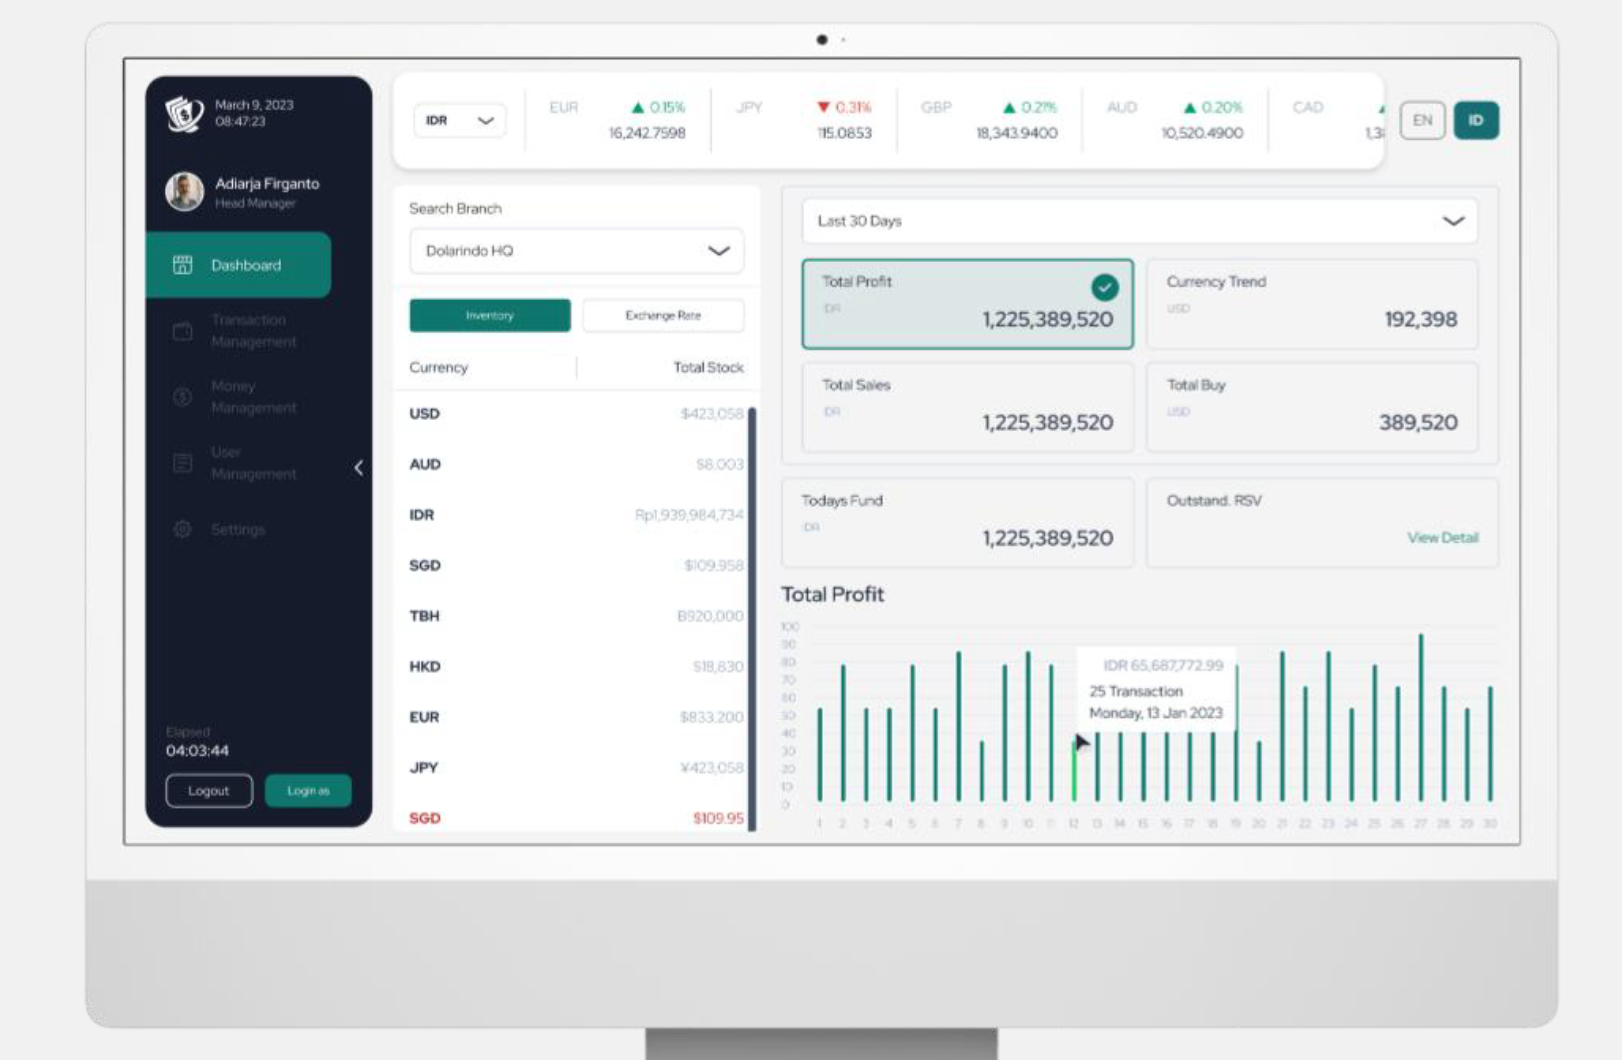 March 9, 2023
08:47:23
Adiarja Firganto
Head Manager
Dashboard
Transaction
Management
Money
Management
User
Management
Settings
Elapsed
04:03:44
Logout
Login as
IDR
EUR
0.15%
16,242.7598
JPY
0.31%
115.0853
GBP
0.21%
18,343.9400
AUD
0.20%
10,520.4900
CAD
EN
ID
Search Branch
Dolarindo HQ
Inventory
Exchange Rate
Currency
Total Stock
USD
$423,058
AUD
$8,003
IDR
Rp1,939,984,734
SGD
$109,958
TBH
B920,000
HKD
$18,830
EUR
$833,200
JPY
¥423,058
SGD
$109.95
Last 30 Days
Total Profit
IDR
1,225,389,520
Currency Trend
USD
192,398
Total Sales
IDR
1,225,389,520
Total Buy
USD
389,520
Todays Fund
IDR
1,225,389,520
Outstand. RSV
View Detail
Total Profit
100
90
80
70
60
50
40
30
20
10
0
IDR 65,687,772.99
25 Transaction
Monday, 13 Jan 2023
1 2 3 4 5 6 7 8 9 10 11 12 13 14 15 16 17 18 19 20 21 22 23 24 25 26 27 28 29 30